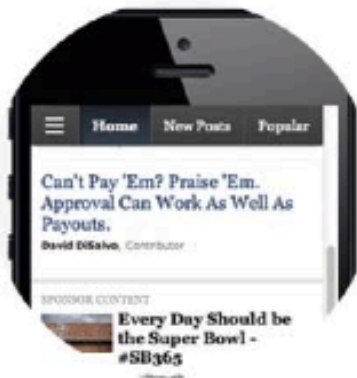 Home New Posts Popular
Can't Pay 'Em? Praise 'Em.
Approval Can Work As Well As
Payouts.
David DiSalvo, Contributor
SPONSOR CONTENT
Every Day Should be
the Super Bowl -
#SB365